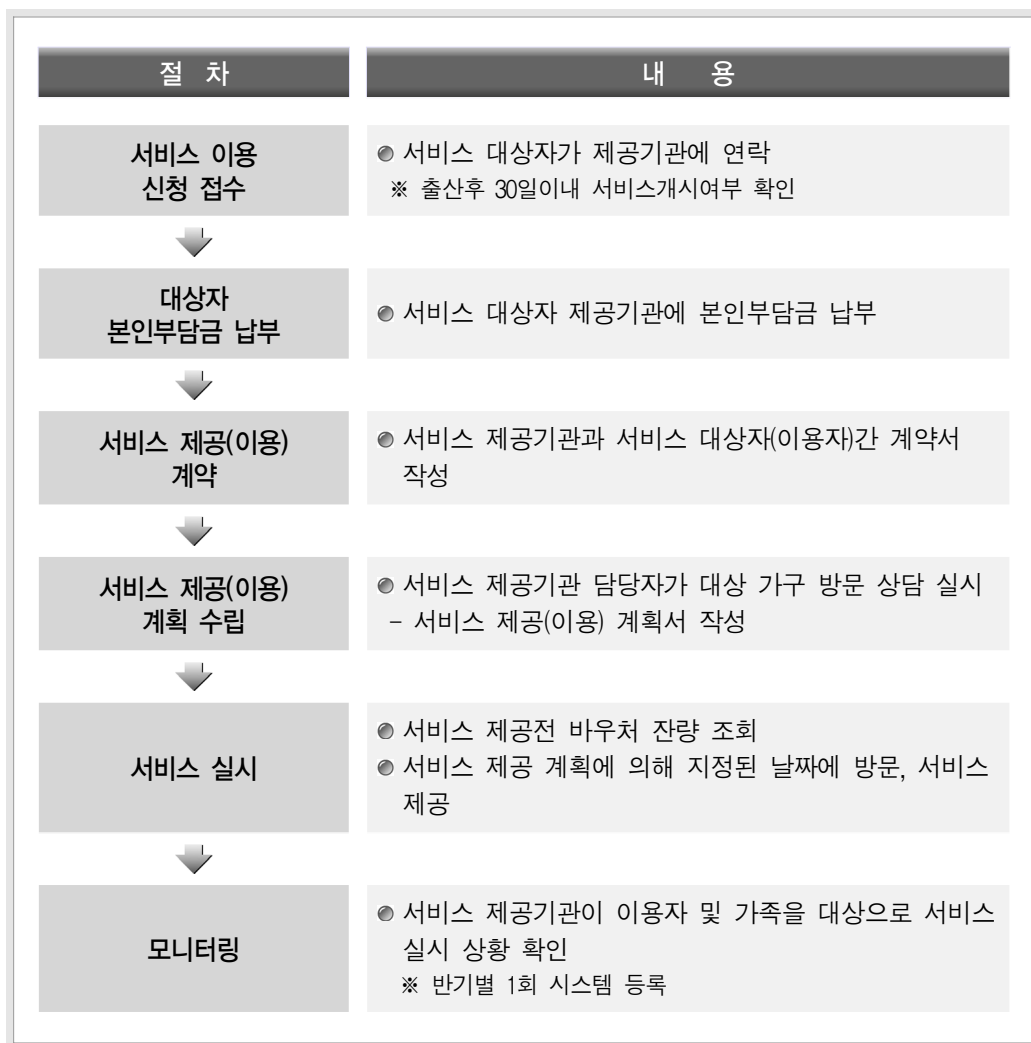 절 차
내 용
서비스 이용
신청 접수
서비스 대상자가 제공기관에 연락
※ 출산후 30일이내 서비스개시여부 확인
대상자
본인부담금 납부
서비스 대상자 제공기관에 본인부담금 납부
서비스 제공(이용)
계약
서비스 제공기관과 서비스 대상자(이용자)간 계약서
작성
서비스 제공(이용)
계획 수립
서비스 제공기관 담당자가 대상 가구 방문 상담 실시
- 서비스 제공(이용) 계획서 작성
서비스 실시
서비스 제공전 바우처 잔량 조회
서비스 제공 계획에 의해 지정된 날짜에 방문, 서비스
제공
모니터링
서비스 제공기관이 이용자 및 가족을 대상으로 서비스
실시 상황 확인
※ 반기별 1회 시스템 등록